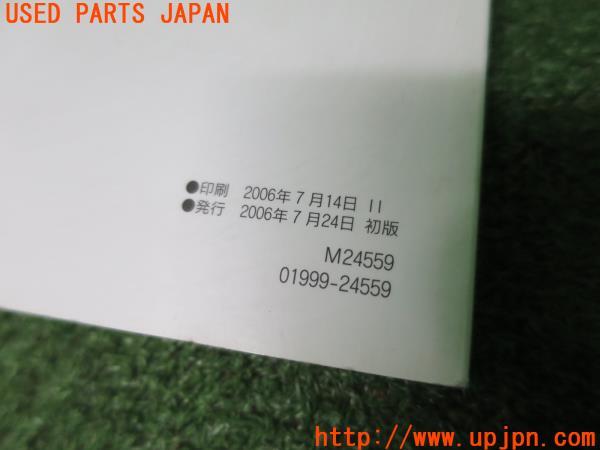 USED PARTS JAPAN
●印刷 2006年7月14日 II
●発行 2006年7月24日 初版
M24559
01999-24559
http://www.upjpn.com